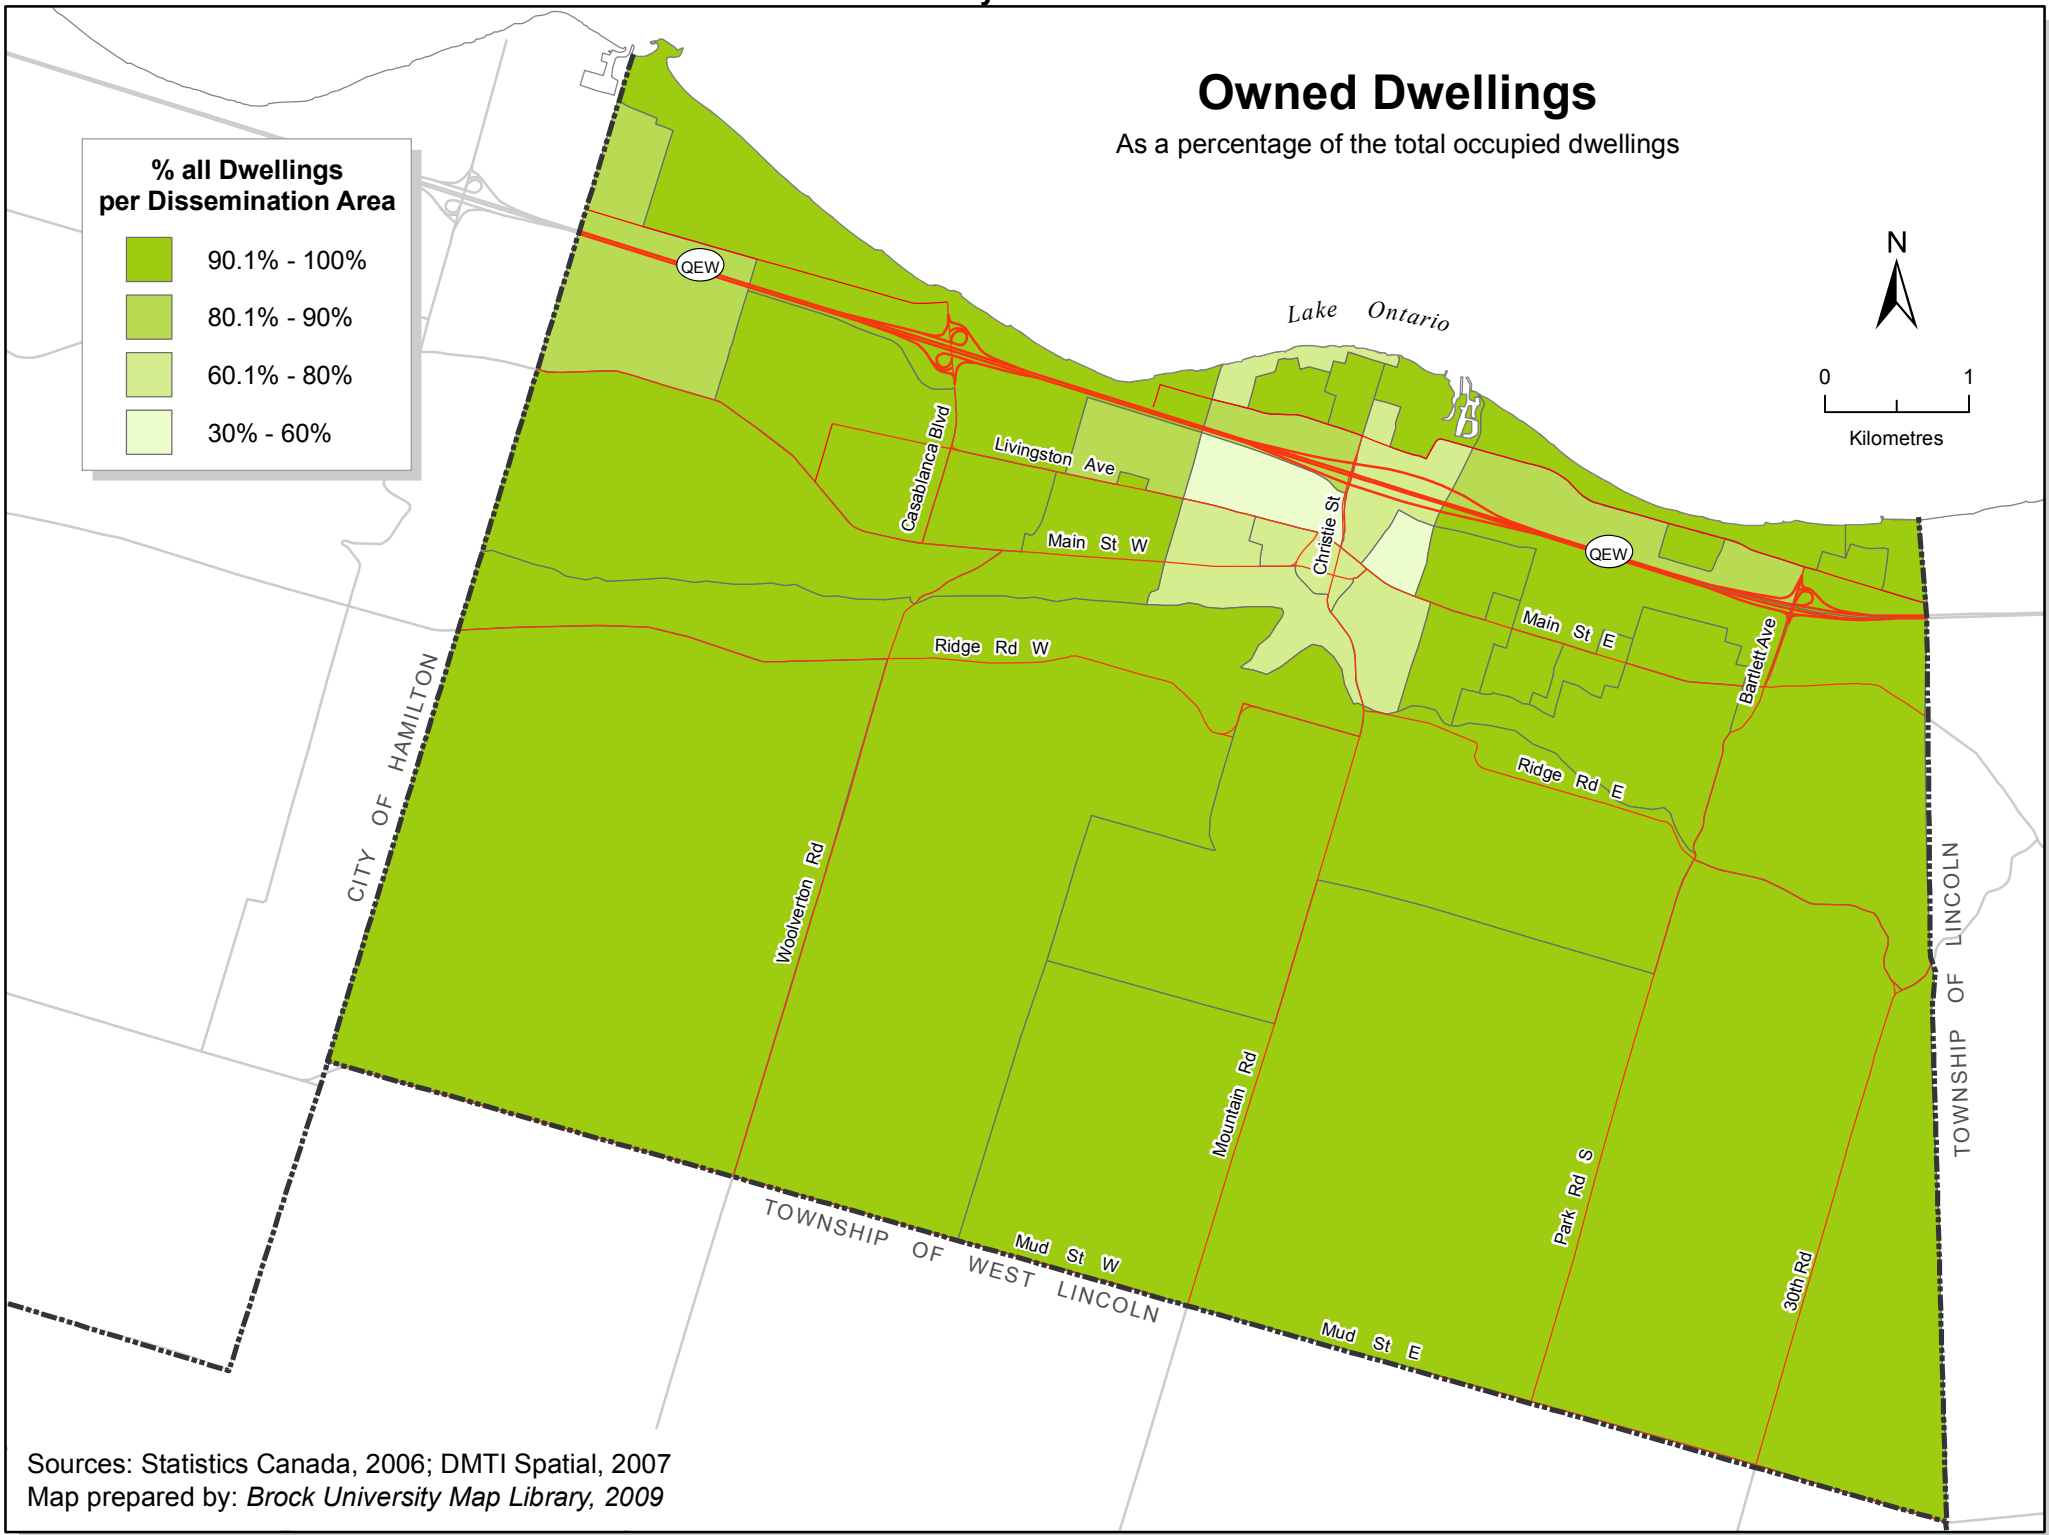 Owned Dwellings
As a percentage of the total occupied dwellings
% all Dwellings
per Dissemination Area
90.1% - 100%
80.1% - 90%
60.1% - 80%
30% - 60%
N
0 1
Kilometres
Lake Ontario
QEW
QEW
Casablanca Blvd
Livingston Ave
Main St W
Christie St
Main St E
Bartlett Ave
Ridge Rd W
Ridge Rd E
CITY OF HAMILTON
Woolverton Rd
Mountain Rd
Park Rd S
30th Rd
TOWNSHIP OF LINCOLN
Mud St W
TOWNSHIP OF WEST LINCOLN
Mud St E
Sources: Statistics Canada, 2006; DMTI Spatial, 2007
Map prepared by: Brock University Map Library, 2009